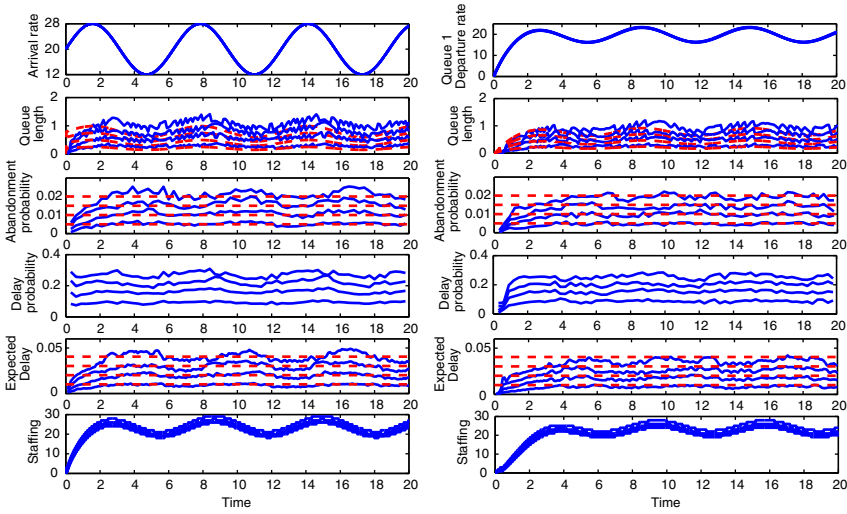 Arrival rate
28
20
12
0 2 4 6 8 10 12 14 16 18 20
Queue length
2
1
0
0 2 4 6 8 10 12 14 16 18 20
Abandonment probability
0.02
0.01
0
0 2 4 6 8 10 12 14 16 18 20
Delay probability
0.4
0.2
0
0 2 4 6 8 10 12 14 16 18 20
Expected Delay
0.05
0
0 2 4 6 8 10 12 14 16 18 20
Staffing
30
20
10
0
0 2 4 6 8 10 12 14 16 18 20
Time
Queue 1
Departure rate
20
10
0
0 2 4 6 8 10 12 14 16 18 20
Queue length
2
1
0
0 2 4 6 8 10 12 14 16 18 20
Abandonment probability
0.02
0.01
0
0 2 4 6 8 10 12 14 16 18 20
Delay probability
0.4
0.2
0
0 2 4 6 8 10 12 14 16 18 20
Expected Delay
0.05
0
0 2 4 6 8 10 12 14 16 18 20
Staffing
30
20
10
0
0 2 4 6 8 10 12 14 16 18 20
Time